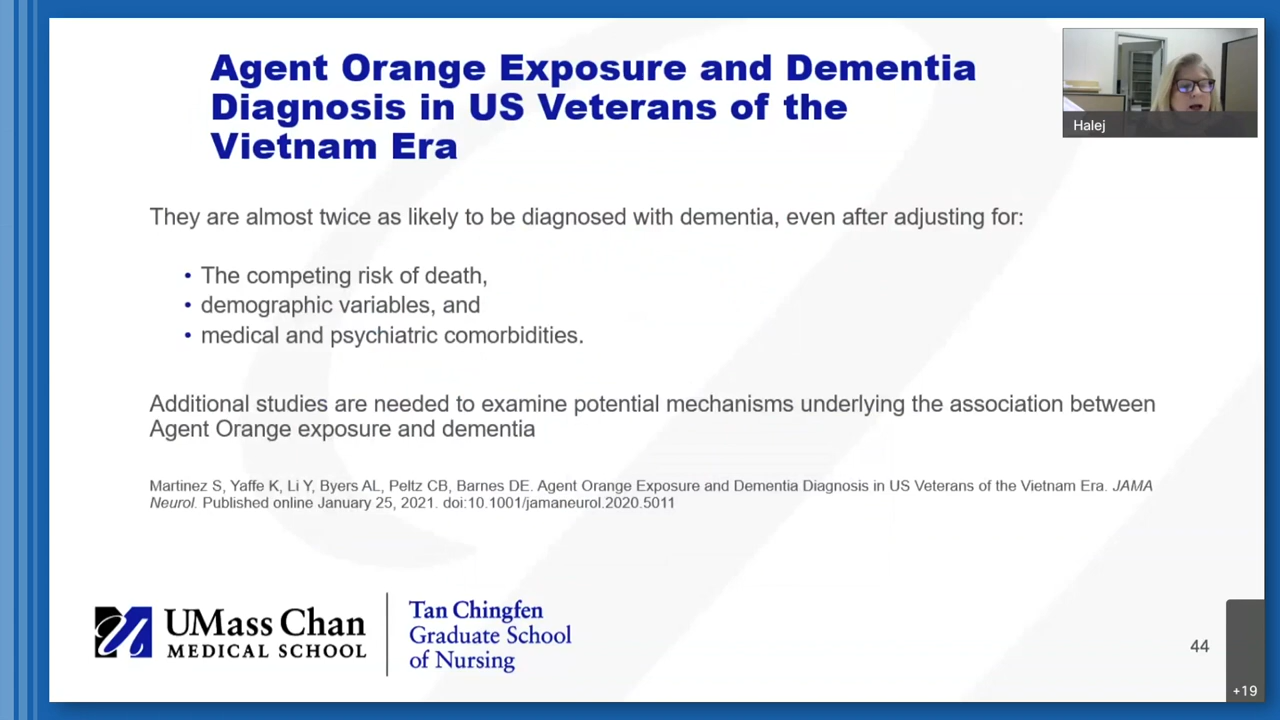 Agent Orange Exposure and Dementia
Diagnosis in US Veterans of the
Vietnam Era
Halej
They are almost twice as likely to be diagnosed with dementia, even after adjusting for:
• The competing risk of death,
• demographic variables, and
• medical and psychiatric comorbidities.
Additional studies are needed to examine potential mechanisms underlying the association between
Agent Orange exposure and dementia
Martinez S, Yaffe K, Li Y, Byers AL, Peltz CB, Barnes DE. Agent Orange Exposure and Dementia Diagnosis in US Veterans of the Vietnam Era. JAMA
Neurol. Published online January 25, 2021. doi:10.1001/jamaneurol.2020.5011
UMass Chan
MEDICAL SCHOOL
Tan Chingfen
Graduate School
of Nursing
44
+19